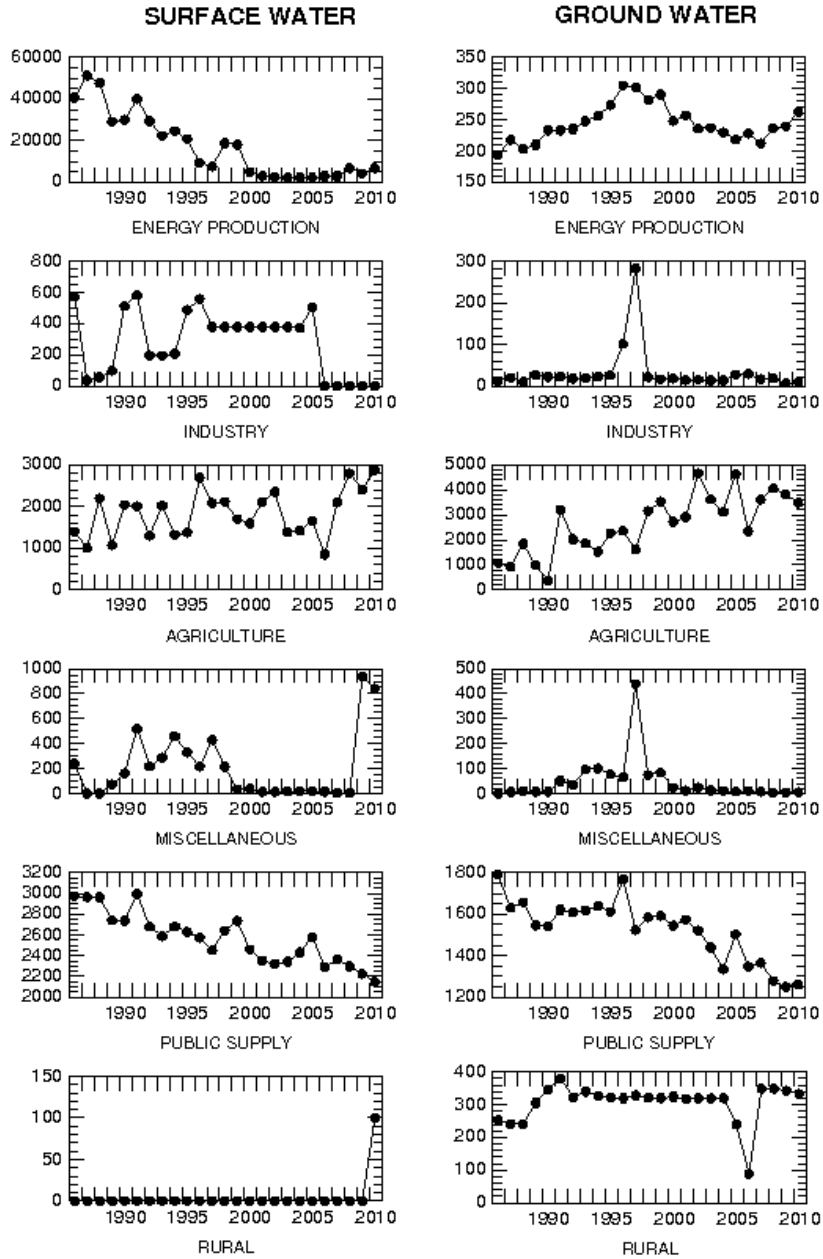 SURFACE WATER GROUND WATER
60000 350
40000 300
20000 250
0 200
150
1990 1995 2000 2005 2010 1990 1995 2000 2005 2010
ENERGY PRODUCTION ENERGY PRODUCTION
800 300
600 200
400 100
200 0
0
1990 1995 2000 2005 2010 1990 1995 2000 2005 2010
INDUSTRY INDUSTRY
3000 5000
2000 4000
1000 3000
0 2000
1000
0
1990 1995 2000 2005 2010 1990 1995 2000 2005 2010
AGRICULTURE AGRICULTURE
1000 500
800 400
600 300
400 200
200 100
0 0
1990 1995 2000 2005 2010 1990 1995 2000 2005 2010
MISCELLANEOUS MISCELLANEOUS
3200 1800
3000 1600
2800 1400
2600 1200
2400
2200
2000
1990 1995 2000 2005 2010 1990 1995 2000 2005 2010
PUBLIC SUPPLY PUBLIC SUPPLY
150 400
100 300
50 200
0 100
0
1990 1995 2000 2005 2010 1990 1995 2000 2005 2010
RURAL RURAL